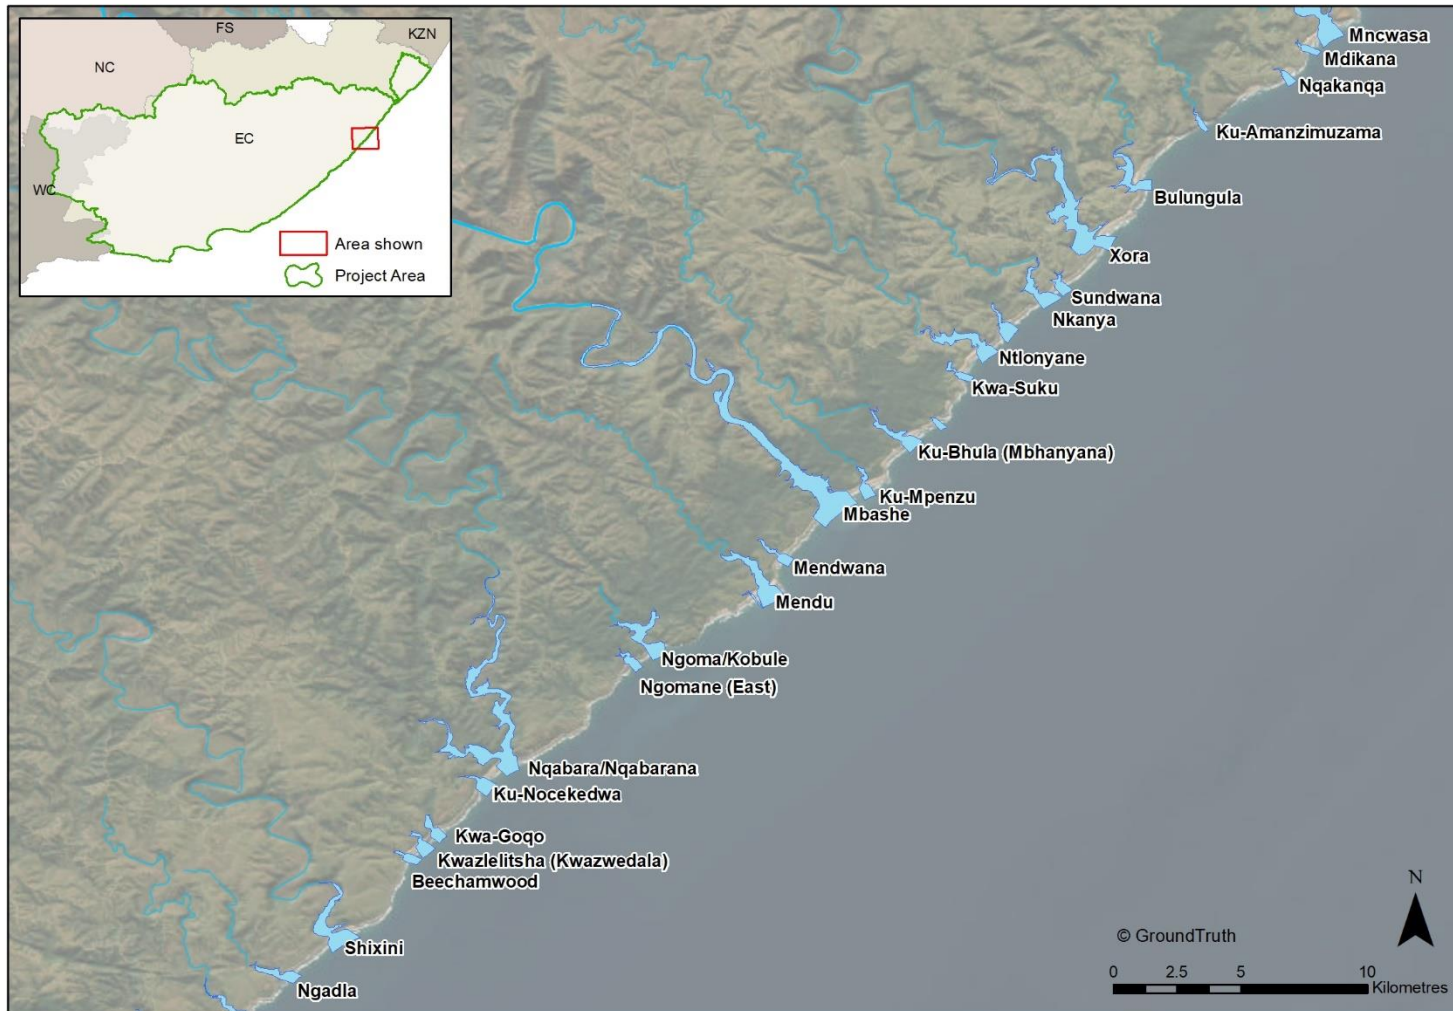 FS
KZN
NC
EC
WC
Area shown
Project Area
Mncwasa
Mdikana
Nqakanqa
Ku-Amanzimuzama
Bulungula
Xora
Sundwana
Nkanya
Ntlonyane
Kwa-Suku
Ku-Bhula (Mbhanyana)
Ku-Mpenzu
Mbashe
Mendwana
Mendu
Ngoma/Kobule
Ngomane (East)
Nqabara/Nqabarana
Ku-Nocekedwa
Kwa-Goqo
Kwazlelitsha (Kwazwedala)
Beechamwood
Shixini
Ngadla
N
© GroundTruth
0 2.5 5 10
Kilometres